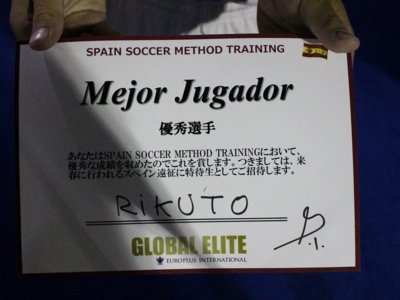 SPAIN SOCCER METHOD TRAINING
Mejor Jugador
優秀選手
あなたはSPAIN SOCCER METHOD TRAININGにおいて、
優秀な成績を収めたのでこれを賞します。つきましては、来
春に行われるスペイン遠征に特待生としてご招待します。
RiKUTO
GLOBAL ELITE
EUROPLUS INTERNATIONAL